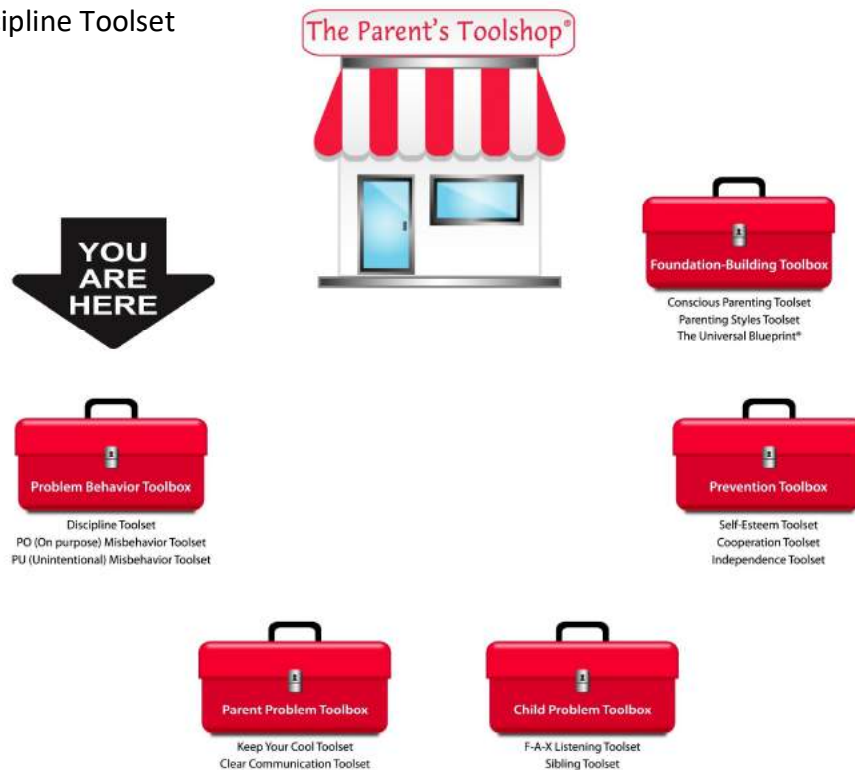 ipline Toolset
The Parent's Toolshop®
YOU
ARE
HERE
Foundation-Building Toolbox
Conscious Parenting Toolset
Parenting Styles Toolset
The Universal Blueprint®
Problem Behavior Toolbox
Discipline Toolset
PO (On purpose) Misbehavior Toolset
PU (Unintentional) Misbehavior Toolset
Prevention Toolbox
Self-Esteem Toolset
Cooperation Toolset
Independence Toolset
Parent Problem Toolbox
Keep Your Cool Toolset
Clear Communication Toolset
Child Problem Toolbox
F-A-X Listening Toolset
Sibling Toolset